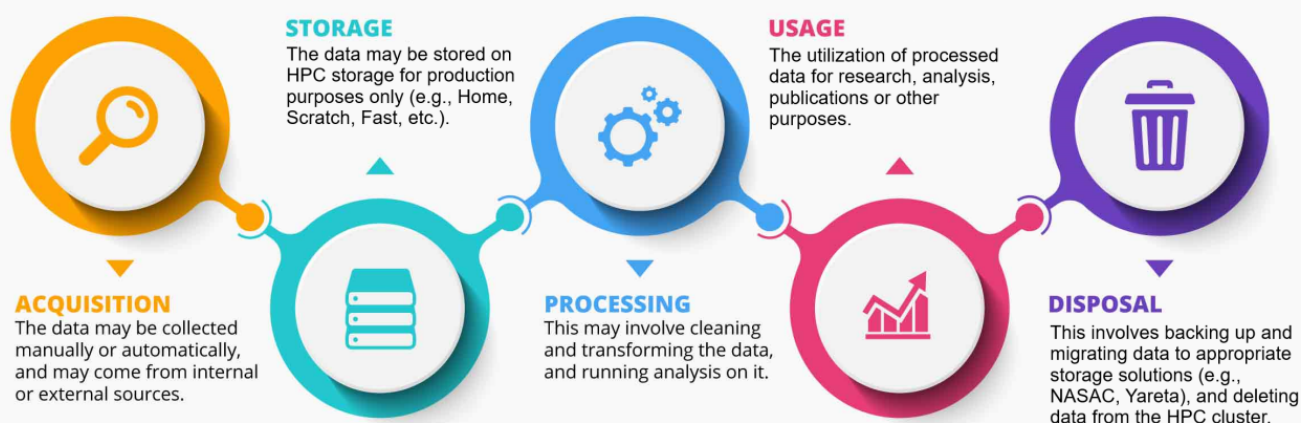 ACQUISITION
The data may be collected
manually or automatically,
and may come from internal
or external sources.
STORAGE
The data may be stored on
HPC storage for production
purposes only (e.g., Home,
Scratch, Fast, etc.).
PROCESSING
This may involve cleaning
and transforming the data,
and running analysis on it.
USAGE
The utilization of processed
data for research, analysis,
publications or other
purposes.
DISPOSAL
This involves backing up and
migrating data to appropriate
storage solutions (e.g.,
NASAC, Yareta), and deleting
data from the HPC cluster.